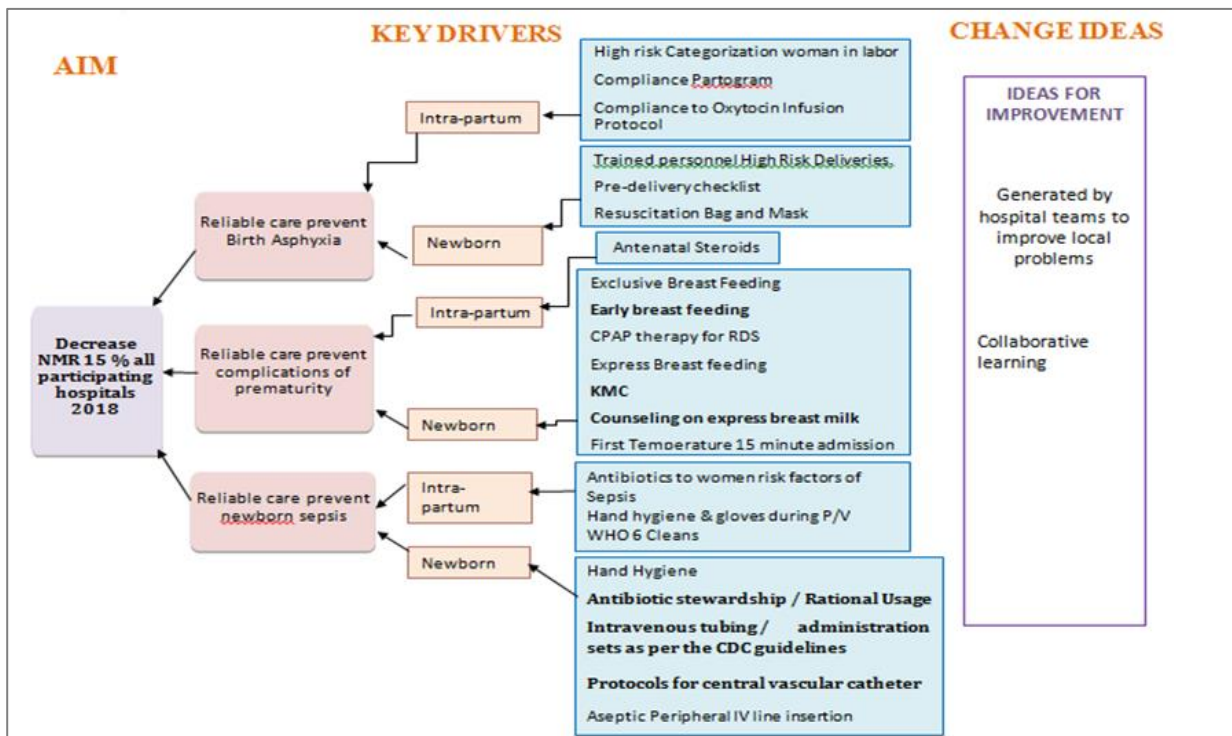 AIM
KEY DRIVERS
CHANGE IDEAS
Decrease
NMR 15 % all
participating
hospitals
2018
Reliable care prevent
Birth Asphyxia
Intra-partum
High risk Categorization woman in labor
Compliance Partogram
Compliance to Oxytocin Infusion
Protocol
Newborn
Trained personnel High Risk Deliveries.
Pre-delivery checklist
Resuscitation Bag and Mask
Reliable care prevent
complications of
prematurity
Intra-partum
Antenatal Steroids
Newborn
Exclusive Breast Feeding
Early breast feeding
CPAP therapy for RDS
Express Breast feeding
KMC
Counseling on express breast milk
First Temperature 15 minute admission
Reliable care prevent
newborn sepsis
Intra-
partum
Antibiotics to women risk factors of
Sepsis
Hand hygiene & gloves during P/V
WHO 6 Cleans
Newborn
Hand Hygiene
Antibiotic stewardship / Rational Usage
Intravenous tubing / administration
sets as per the CDC guidelines
Protocols for central vascular catheter
Aseptic Peripheral IV line insertion
IDEAS FOR
IMPROVEMENT
Generated by
hospital teams to
improve local
problems
Collaborative
learning